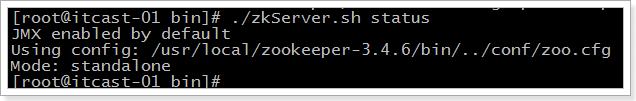 [root@itcast-01 bin]# ./zkServer.sh status
JMX enabled by default
Using config: /usr/local/zookeeper-3.4.6/bin/../conf/zoo.cfg
Mode: standalone
[root@itcast-01 bin]#